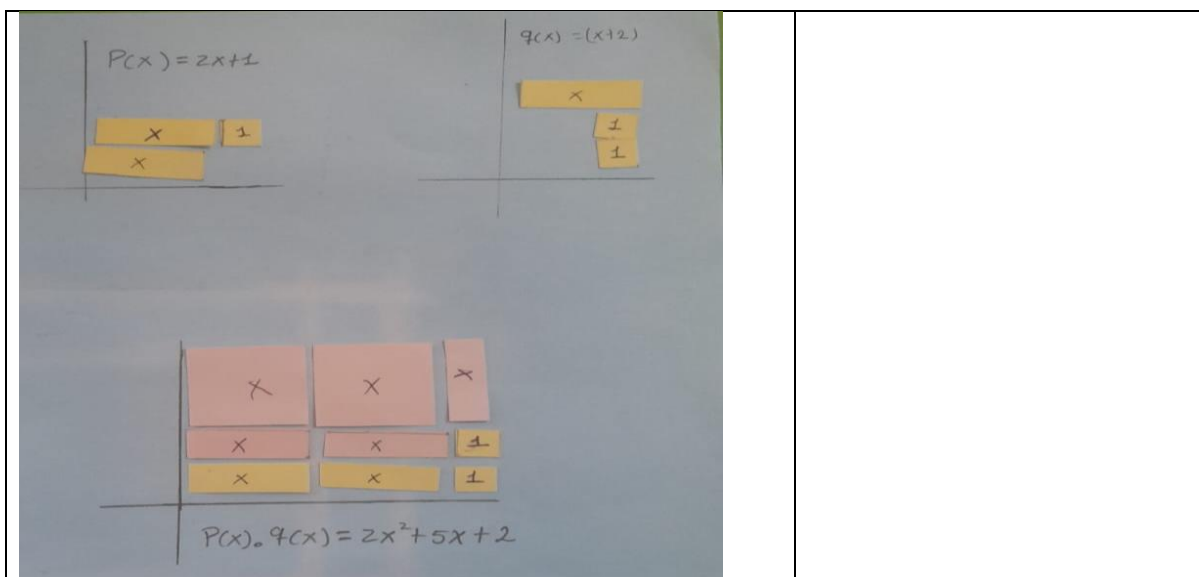 P(x) = 2x+1
q(x) = (x+2)
x
x 1
1
x
1
x x x
x x 1
x x 1
P(x). q(x) = 2x²+5x+2